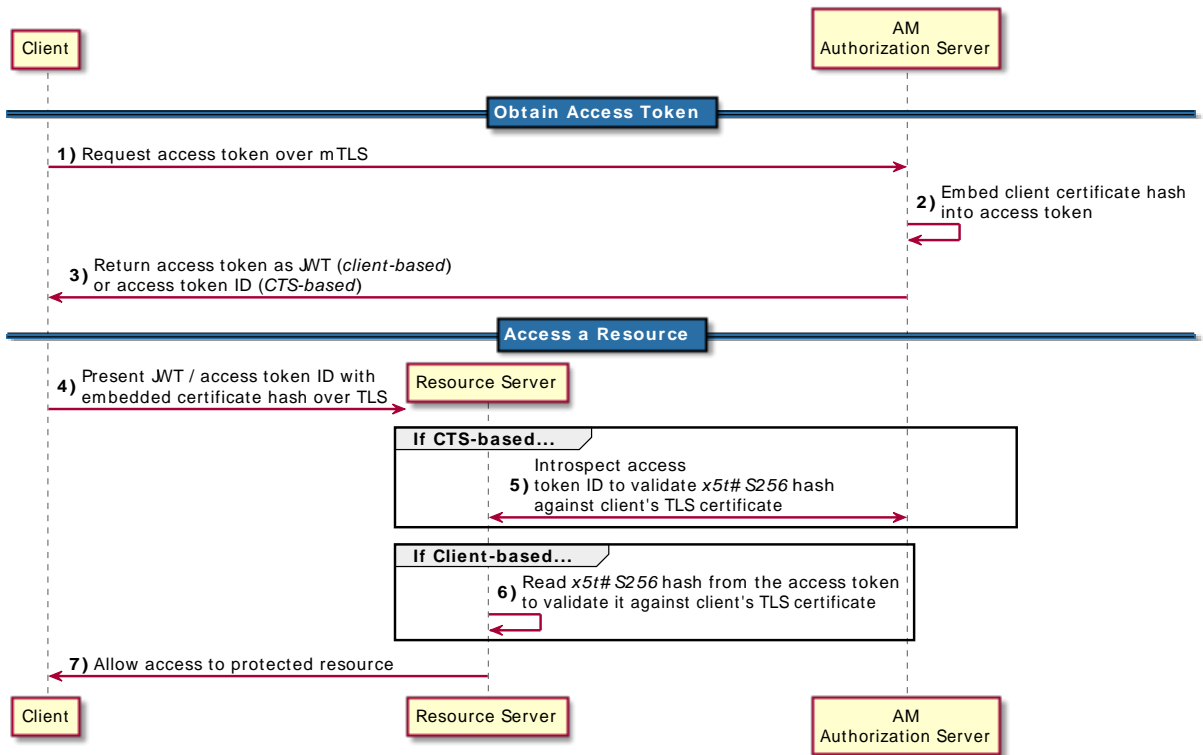 Client
AM
Authorization Server
Obtain Access Token
1) Request access token over mTLS
2) Embed client certificate hash
into access token
3) Return access token as JWT (client-based)
or access token ID (CTS-based)
Access a Resource
4) Present JWT / access token ID with
embedded certificate hash over TLS
Resource Server
If CTS-based...
Introspect access
5) token ID to validate x5t#S256 hash
against client's TLS certificate
If Client-based...
6) Read x5t#S256 hash from the access token
to validate it against client's TLS certificate
7) Allow access to protected resource
Client
Resource Server
AM
Authorization Server